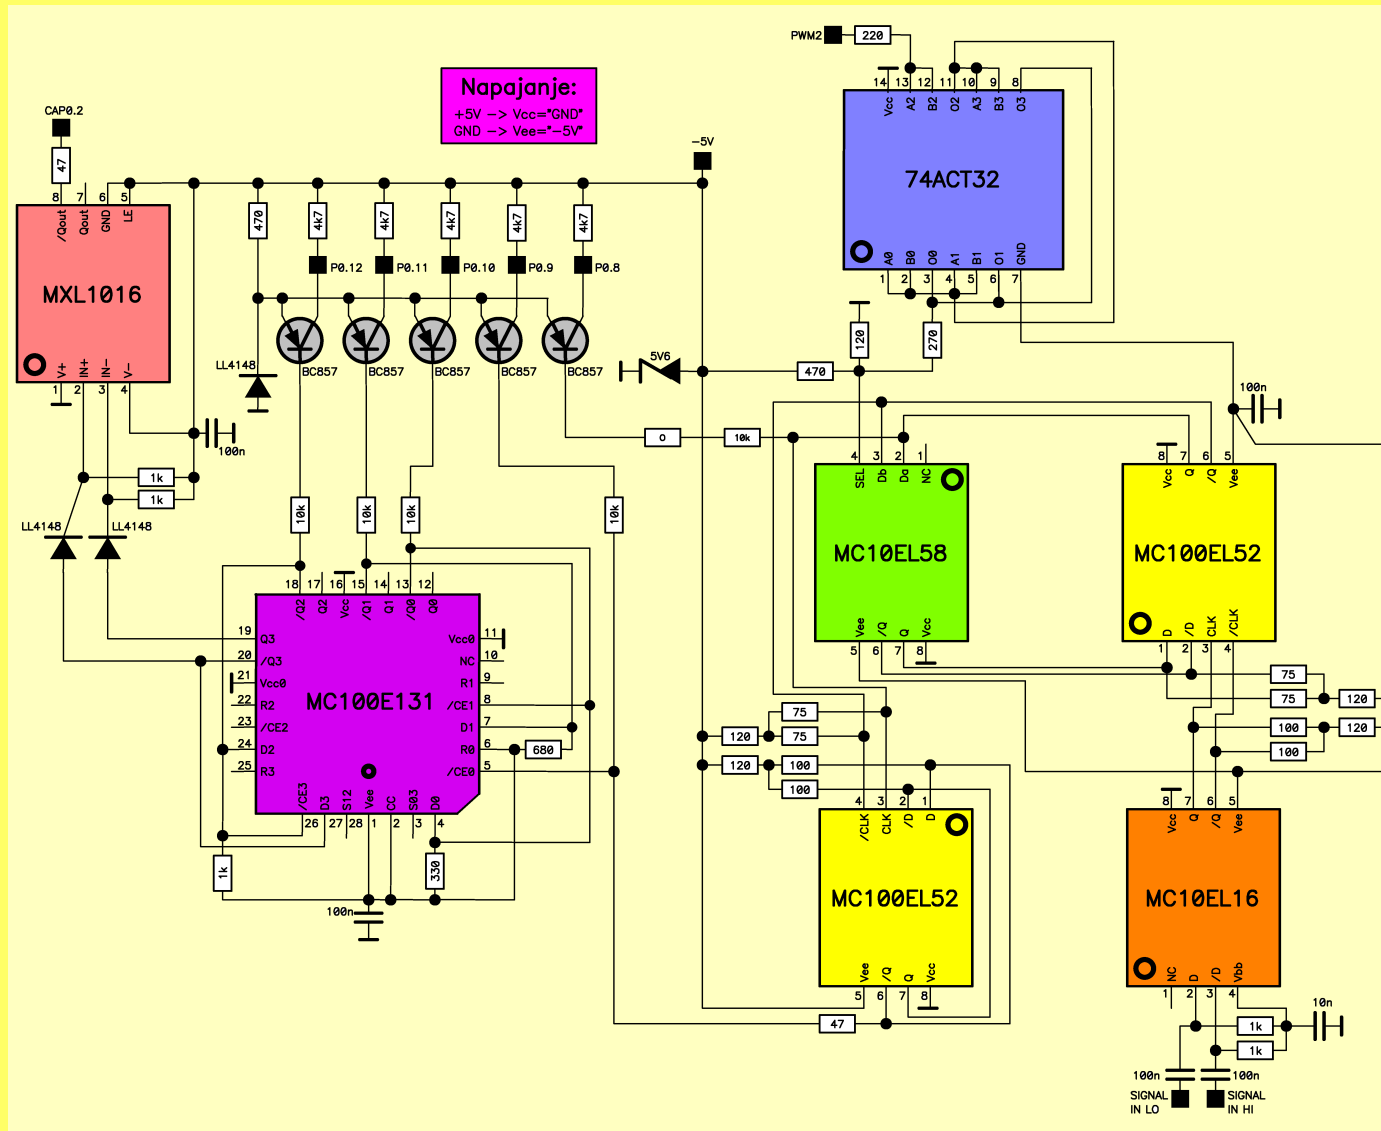 PWM2
220
Napajanje:
+5V -> Vcc="GND"
GND -> Vee="-5V"
CAP0.2
47
-5V
14 13 12 11 10 9 8
Vcc A2 B2 O2 A3 B3 O3
74ACT32
A0 B0 O0 A1 B1 O1 GND
1 2 3 4 5 6 7
8 7 6 5
/Qout Qout GND LE
MXL1016
V+ IN+ IN- V-
1 2 3 4
470 4k7 4k7 4k7 4k7 4k7
P0.12 P0.11 P0.10 P0.9 P0.8
LL4148
BC857 BC857 BC857 BC857 BC857
5V6
120
270
470
100n
100n
1k
1k
0
10k
LL4148 LL4148
10k 10k 10k 10k
4 3 2 1
SEL Db Da NC
MC10EL58
Vee /Q Q Vcc
5 6 7 8
8 7 6 5
Vcc Q /Q Vee
MC100EL52
D /D CLK /CLK
1 2 3 4
18 17 16 15 14 13 12
/Q2 Q2 Vcc /Q1 Q1 /Q0 Q0
19 Q3
20 /Q3
21 Vcc0
22 R2
23 /CE2
24 D2
25 R3
MC100E131
Vcc0 11
NC 10
R1 9
/CE1 8
D1 7
R0 6
/CE0 5
680
/CE3 D3 S12 Vee CC S03 D0
26 27 28 1 2 3 4
1k
330
100n
75
75 120
100 120
100
75
120 75
120 100
100
4 3 2 1
/CLK CLK /D D
MC100EL52
Vee /Q Q Vcc
5 6 7 8
47
8 7 6 5
Vcc Q /Q Vee
MC10EL16
NC D /D Vbb
1 2 3 4
10n
1k
1k
100n 100n
SIGNAL
IN LO
SIGNAL
IN HI